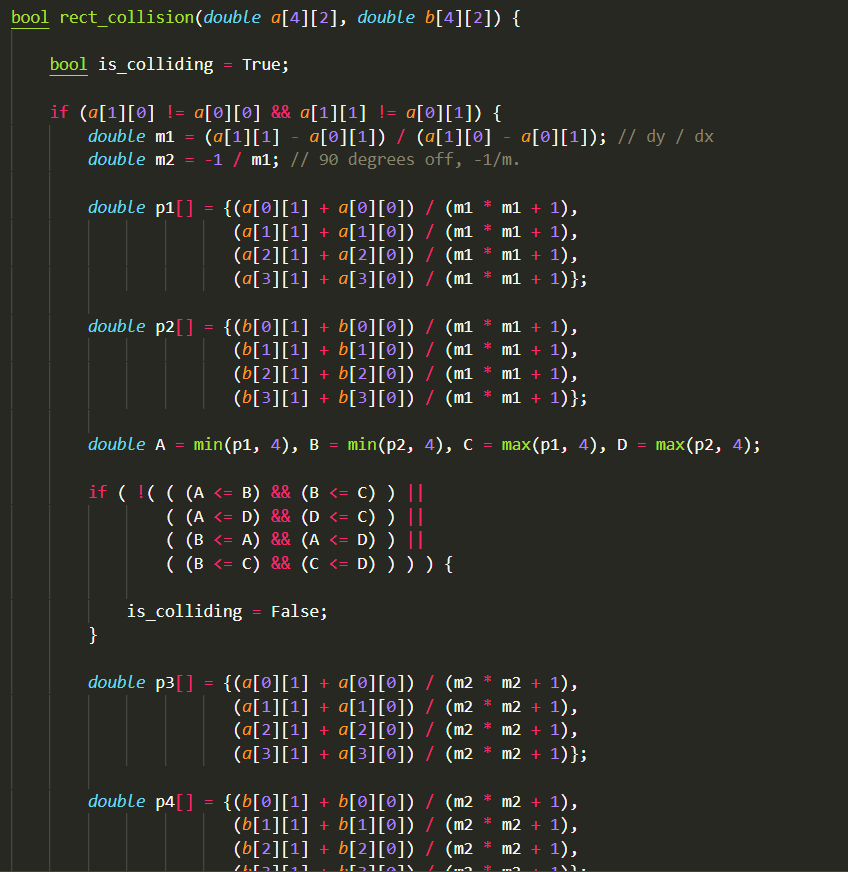 bool rect_collision(double a[4][2], double b[4][2]) {
bool is_colliding = True;
if (a[1][0] != a[0][0] && a[1][1] != a[0][1]) {
double m1 = (a[1][1] - a[0][1]) / (a[1][0] - a[0][1]); // dy / dx
double m2 = -1 / m1; // 90 degrees off, -1/m.
double p1[] = {(a[0][1] + a[0][0]) / (m1 * m1 + 1),
(a[1][1] + a[1][0]) / (m1 * m1 + 1),
(a[2][1] + a[2][0]) / (m1 * m1 + 1),
(a[3][1] + a[3][0]) / (m1 * m1 + 1)};
double p2[] = {(b[0][1] + b[0][0]) / (m1 * m1 + 1),
(b[1][1] + b[1][0]) / (m1 * m1 + 1),
(b[2][1] + b[2][0]) / (m1 * m1 + 1),
(b[3][1] + b[3][0]) / (m1 * m1 + 1)};
double A = min(p1, 4), B = min(p2, 4), C = max(p1, 4), D = max(p2, 4);
if ( !( ( (A <= B) && (B <= C) ) ||
( (A <= D) && (D <= C) ) ||
( (B <= A) && (A <= D) ) ||
( (B <= C) && (C <= D) ) ) ) {
is_colliding = False;
}
double p3[] = {(a[0][1] + a[0][0]) / (m2 * m2 + 1),
(a[1][1] + a[1][0]) / (m2 * m2 + 1),
(a[2][1] + a[2][0]) / (m2 * m2 + 1),
(a[3][1] + a[3][0]) / (m2 * m2 + 1)};
double p4[] = {(b[0][1] + b[0][0]) / (m2 * m2 + 1),
(b[1][1] + b[1][0]) / (m2 * m2 + 1),
(b[2][1] + b[2][0]) / (m2 * m2 + 1),